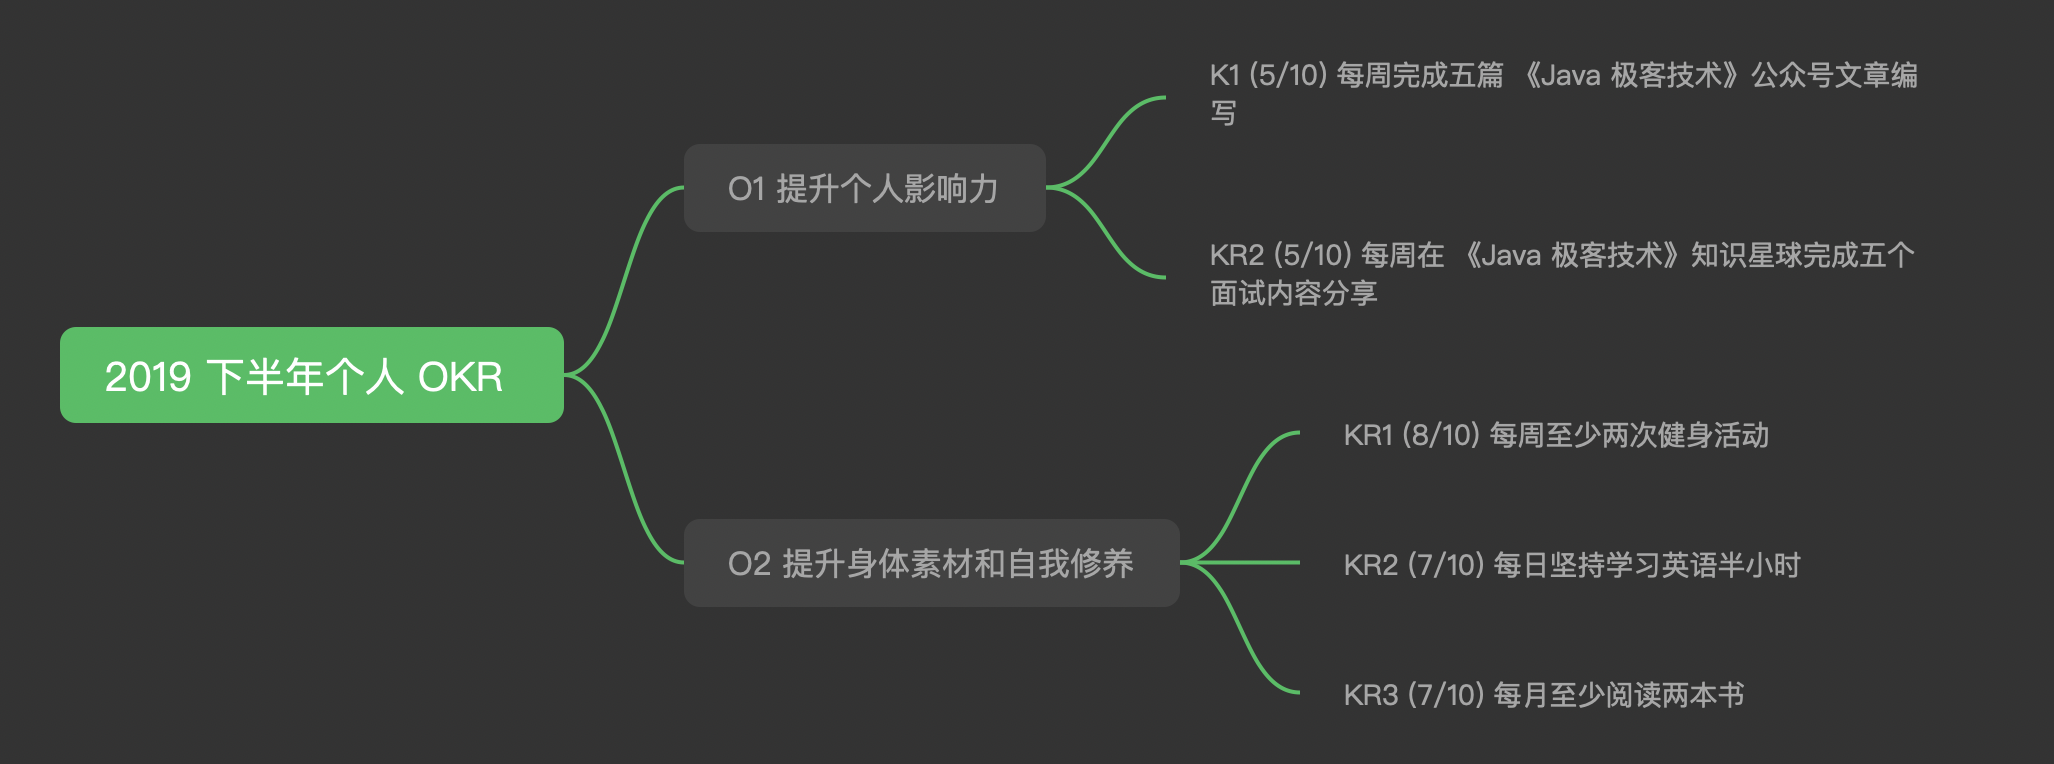 K1 (5/10) 每周完成五篇 《Java 极客技术》公众号文章编
写
O1 提升个人影响力
KR2 (5/10) 每周在 《Java 极客技术》知识星球完成五个
面试内容分享
2019 下半年个人 OKR
KR1 (8/10) 每周至少两次健身活动
O2 提升身体素材和自我修养
KR2 (7/10) 每日坚持学习英语半小时
KR3 (7/10) 每月至少阅读两本书